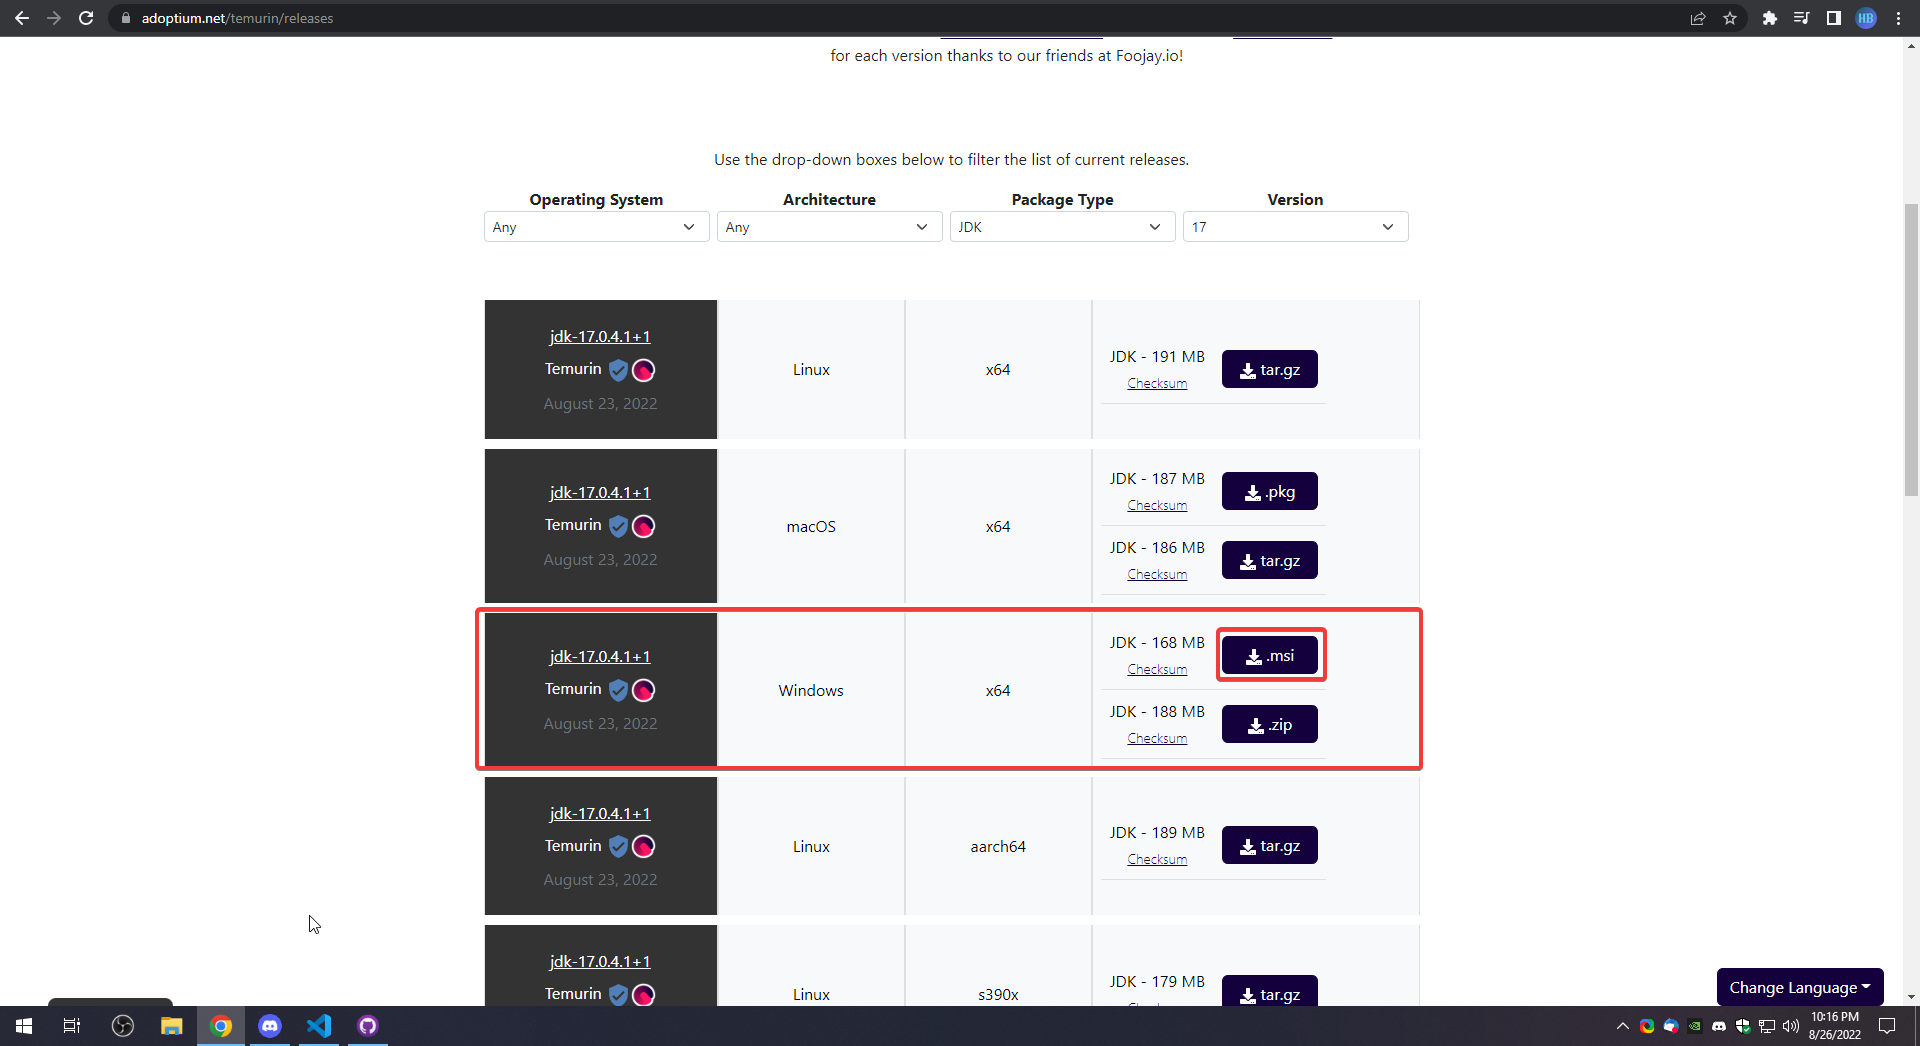 adoptium.net/temurin/releases
HB
for each version thanks to our friends at Foojay.io!
Use the drop-down boxes below to filter the list of current releases.
Operating System Architecture Package Type Version
Any Any JDK 17
jdk-17.0.4.1+1
Temurin
August 23, 2022
Linux
x64
JDK - 191 MB
Checksum
tar.gz
jdk-17.0.4.1+1
Temurin
August 23, 2022
macOS
x64
JDK - 187 MB
Checksum
.pkg
JDK - 186 MB
Checksum
tar.gz
jdk-17.0.4.1+1
Temurin
August 23, 2022
Windows
x64
JDK - 168 MB
Checksum
.msi
JDK - 188 MB
Checksum
.zip
jdk-17.0.4.1+1
Temurin
August 23, 2022
Linux
aarch64
JDK - 189 MB
Checksum
tar.gz
jdk-17.0.4.1+1
Temurin
Linux
s390x
JDK - 179 MB
tar.gz
Change Language
10:16 PM
8/26/2022